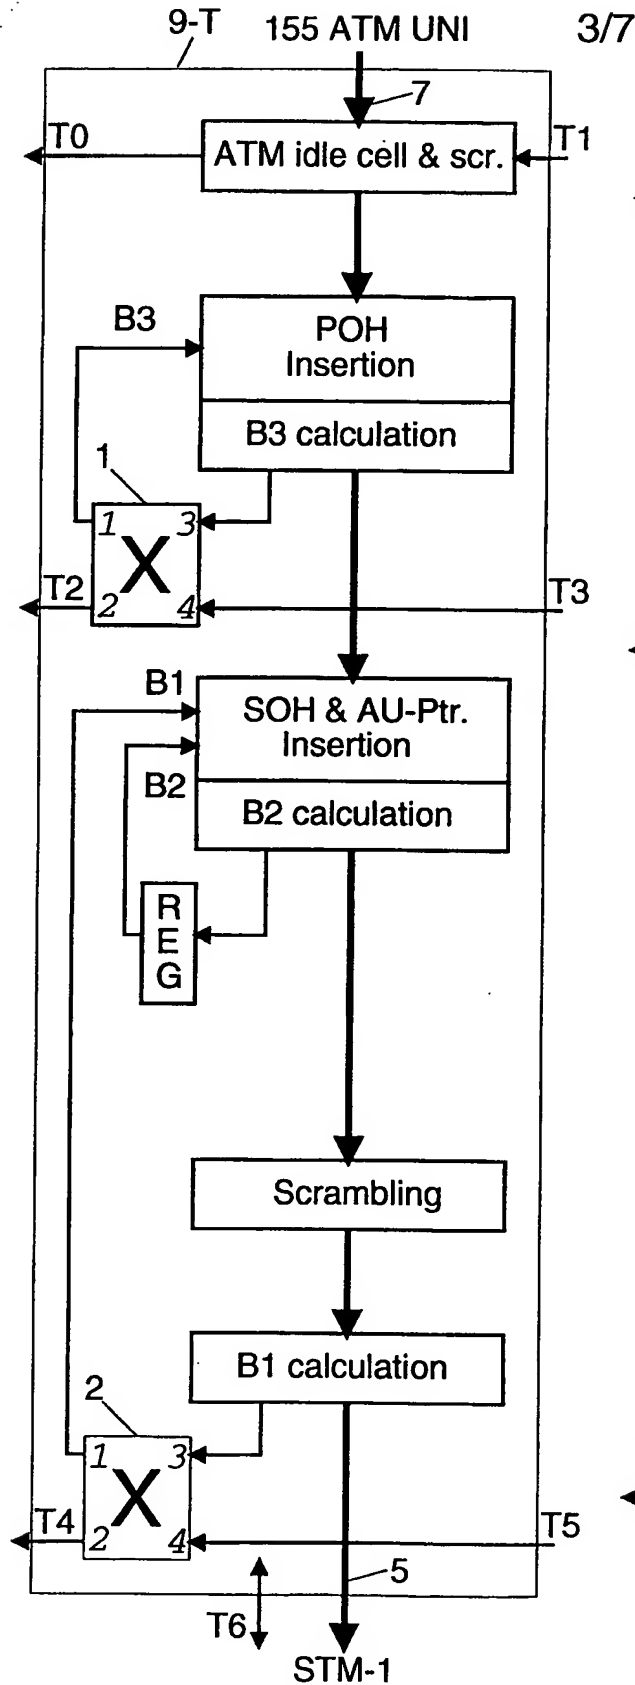 9-T 155 ATM UNI 3/7
7
T0 ATM idle cell & scr. T1
B3 POH
Insertion
B3 calculation
1
1 3
X
T2 2 4 T3
B1 SOH & AU-Ptr.
Insertion
B2 B2 calculation
R
E
G
Scrambling
B1 calculation
2
1 3
X
T4 2 4 T5
5
T6
STM-1